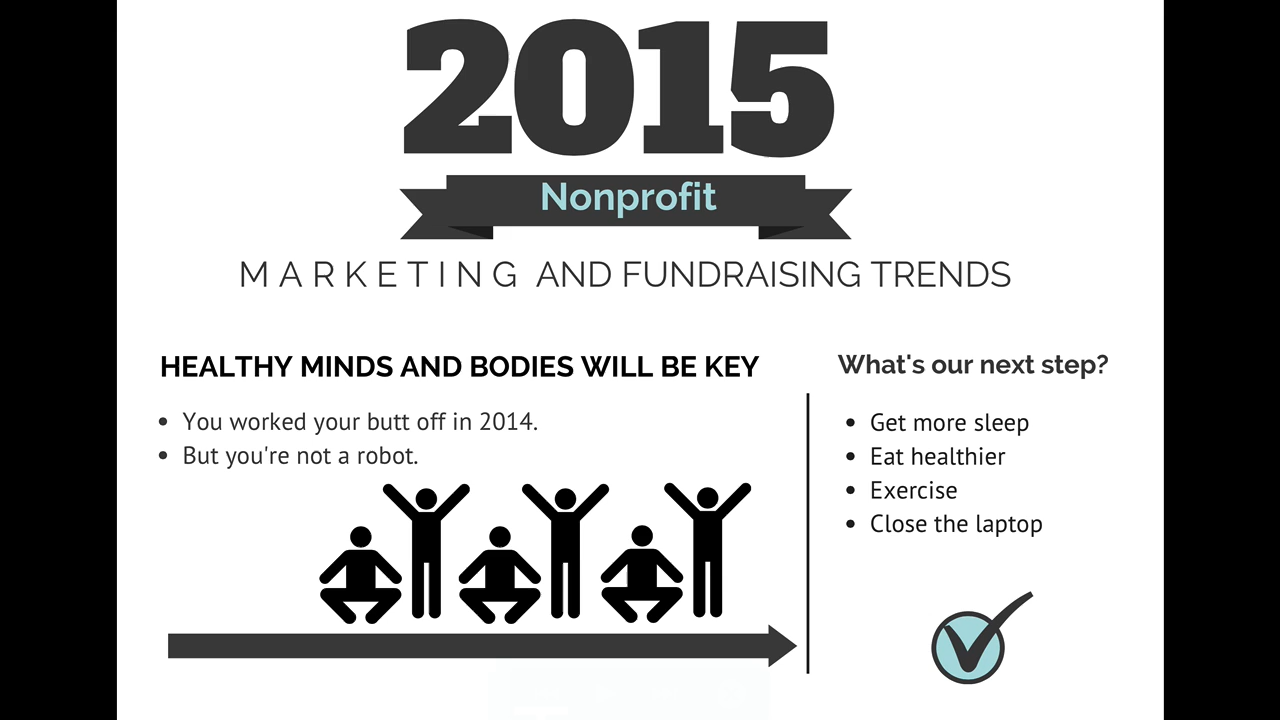 2015
Nonprofit
MARKETING AND FUNDRAISING TRENDS
HEALTHY MINDS AND BODIES WILL BE KEY
You worked your butt off in 2014.
But you're not a robot.
What's our next step?
Get more sleep
Eat healthier
Exercise
Close the laptop